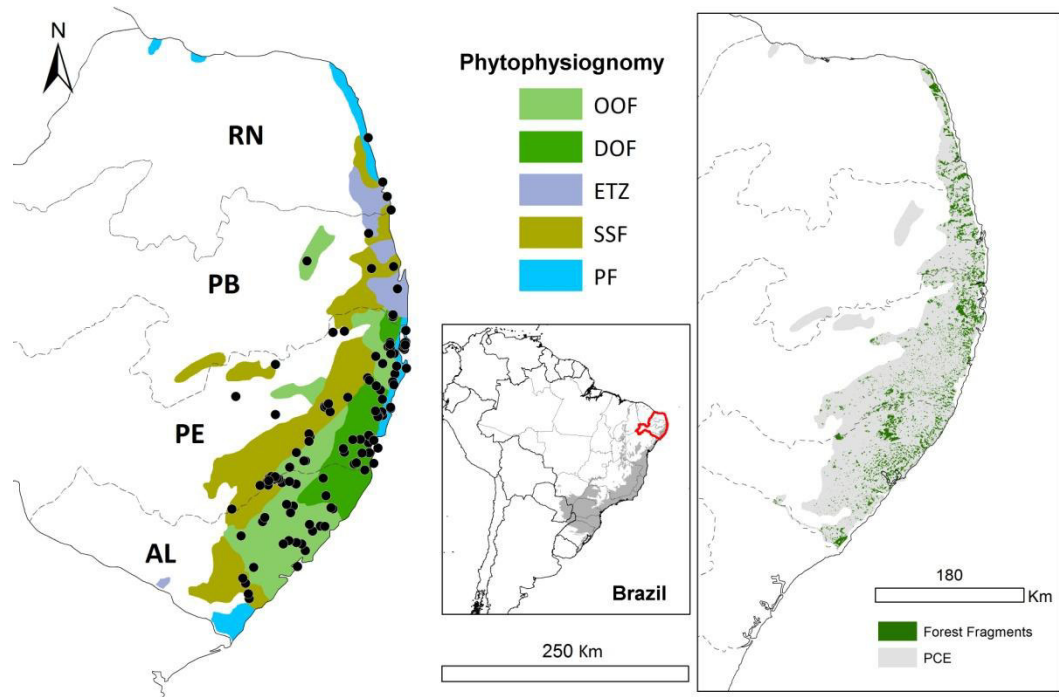 N
RN
PB
PE
AL
Phytophysiognomy
OOF
DOF
ETZ
SSF
PF
Brazil
250 Km
180
Km
Forest Fragments
PCE